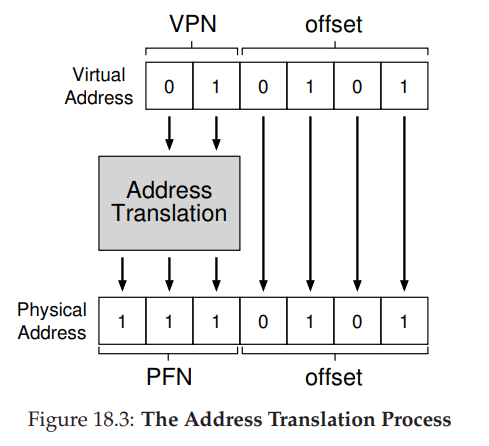 VPN offset
Virtual
Address
0 1 0 1 0 1
Address
Translation
Physical
Address
1 1 1 0 1 0 1
PFN offset
Figure 18.3: The Address Translation Process